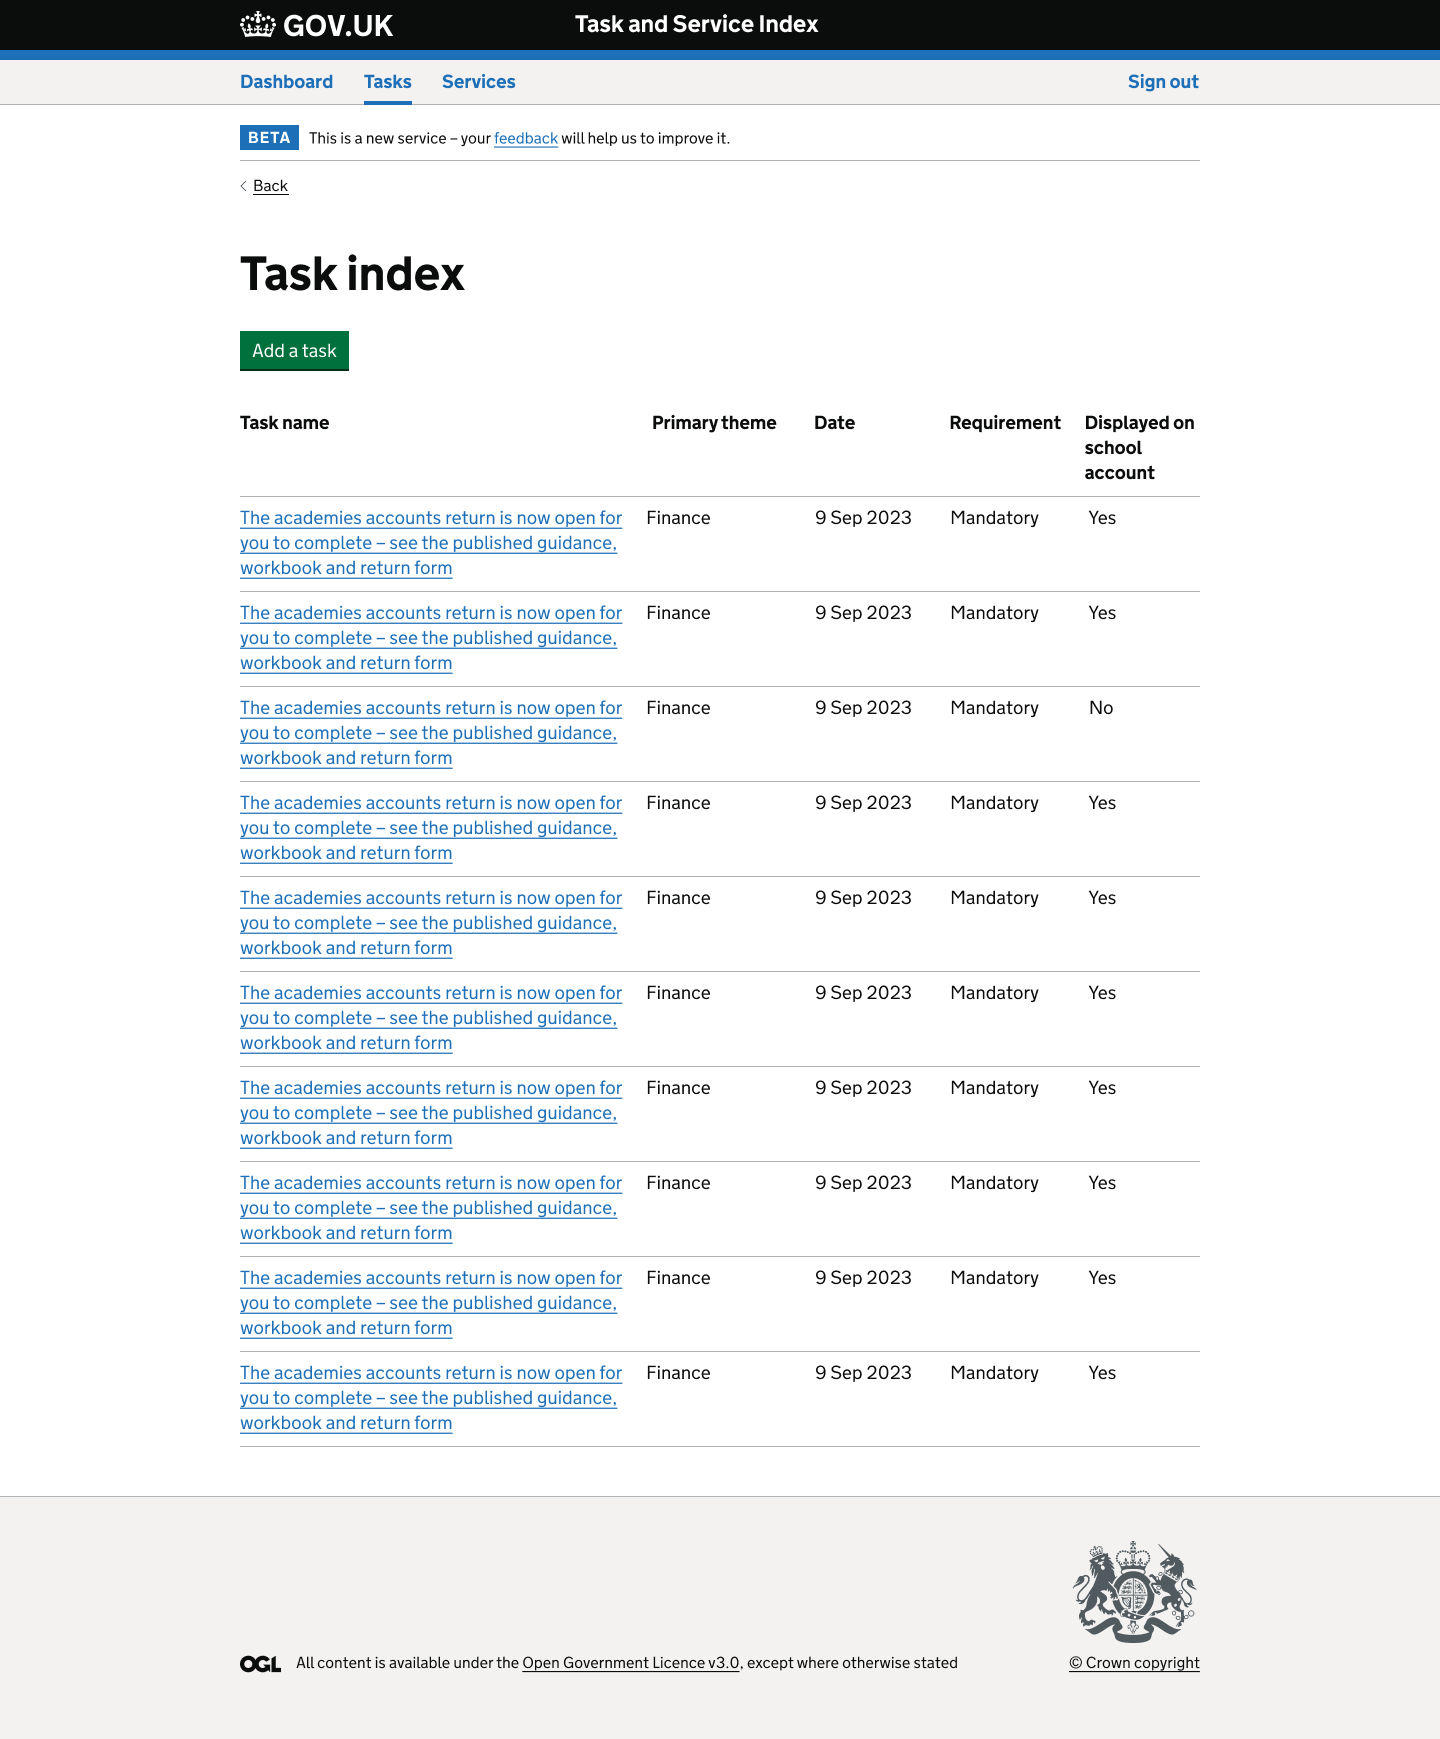 GOV.UK Task and Service Index
Dashboard Tasks Services Sign out
BETA This is a new service – your feedback will help us to improve it.
Back
Task index
Add a task
Task name Primary theme Date Requirement Displayed on
school
account
The academies accounts return is now open for Finance 9 Sep 2023 Mandatory Yes
you to complete – see the published guidance,
workbook and return form
The academies accounts return is now open for Finance 9 Sep 2023 Mandatory Yes
you to complete – see the published guidance,
workbook and return form
The academies accounts return is now open for Finance 9 Sep 2023 Mandatory No
you to complete – see the published guidance,
workbook and return form
The academies accounts return is now open for Finance 9 Sep 2023 Mandatory Yes
you to complete – see the published guidance,
workbook and return form
The academies accounts return is now open for Finance 9 Sep 2023 Mandatory Yes
you to complete – see the published guidance,
workbook and return form
The academies accounts return is now open for Finance 9 Sep 2023 Mandatory Yes
you to complete – see the published guidance,
workbook and return form
The academies accounts return is now open for Finance 9 Sep 2023 Mandatory Yes
you to complete – see the published guidance,
workbook and return form
The academies accounts return is now open for Finance 9 Sep 2023 Mandatory Yes
you to complete – see the published guidance,
workbook and return form
The academies accounts return is now open for Finance 9 Sep 2023 Mandatory Yes
you to complete – see the published guidance,
workbook and return form
The academies accounts return is now open for Finance 9 Sep 2023 Mandatory Yes
you to complete – see the published guidance,
workbook and return form
OGL All content is available under the Open Government Licence v3.0, except where otherwise stated © Crown copyright